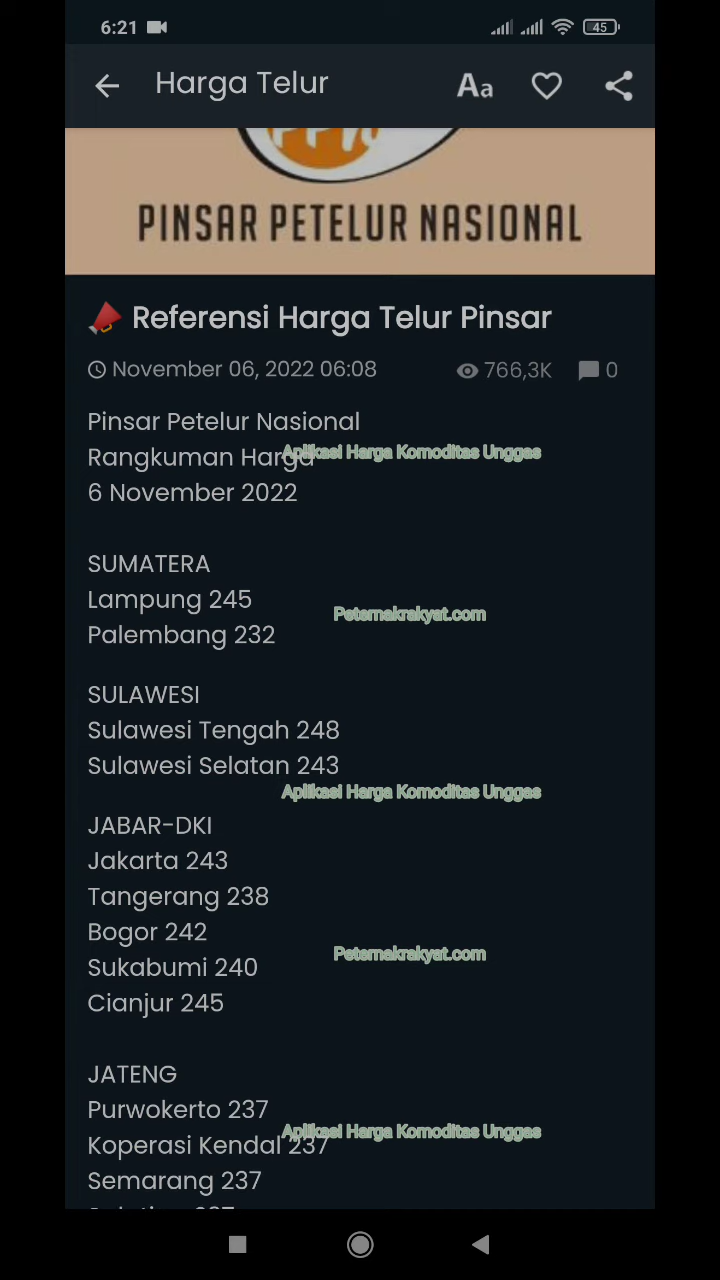 6:21
45
Harga Telur
Aa
PINSAR PETELUR NASIONAL
Referensi Harga Telur Pinsar
November 06, 2022 06:08
766,3K
0
Pinsar Petelur Nasional
Rangkuman Harga
Aplikasi Harga Komoditas Unggas
6 November 2022
SUMATERA
Lampung 245
Peternakrakyat.com
Palembang 232
SULAWESI
Sulawesi Tengah 248
Sulawesi Selatan 243
Aplikasi Harga Komoditas Unggas
JABAR-DKI
Jakarta 243
Tangerang 238
Bogor 242
Peternakrakyat.com
Sukabumi 240
Cianjur 245
JATENG
Purwokerto 237
Aplikasi Harga Komoditas Unggas
Koperasi Kendal 237
Semarang 237